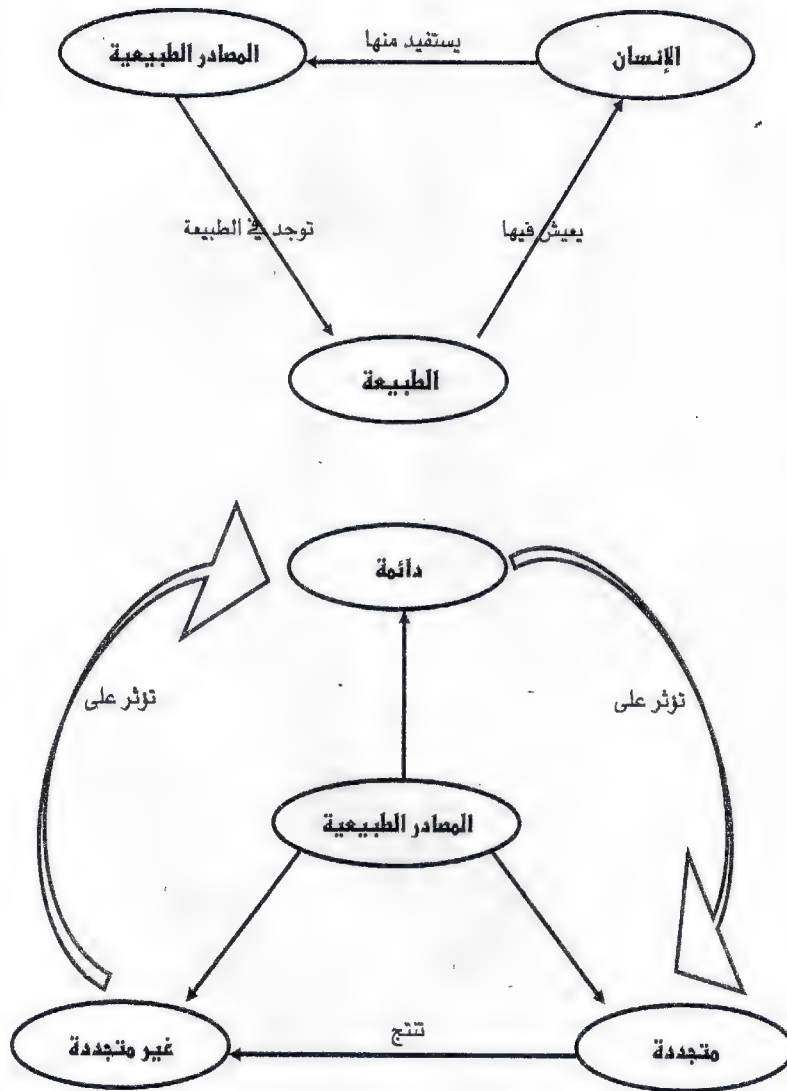 الإنسان
يستفيد منها
المصادر الطبيعية
يعيش فيها
توجد في الطبيعة
الطبيعة
دائمة
تؤثر على
تؤثر على
المصادر الطبيعية
متجددة
تنتج
غير متجددة